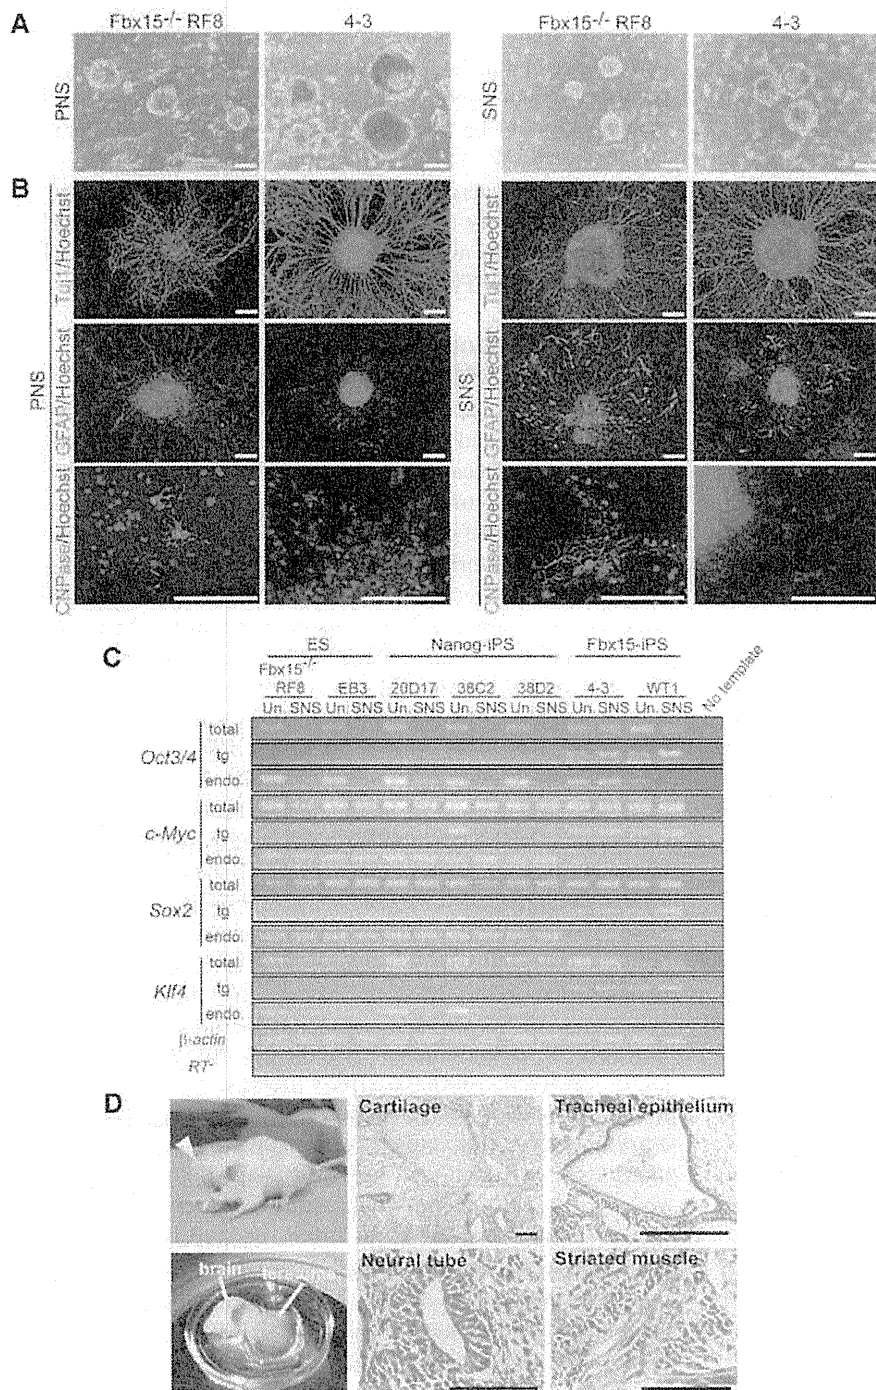 A
Fbx15-/- RF8
4-3
Fbx15-/- RF8
4-3
PNS
SNS
B
PNS
Tuj1/Hoechst
GFAP/Hoechst
CNPase/Hoechst
SNS
Tuj1/Hoechst
GFAP/Hoechst
CNPase/Hoechst
C
ES Nanog-iPS Fbx15-iPS
Fbx15-/-
RF8 EB3 20D17 38C2 38D2 4-3 WT1 No template
Un. SNS Un. SNS Un. SNS Un. SNS Un. SNS Un. SNS Un. SNS
Oct3/4
total
tg
endo.
c-Myc
total
tg
endo.
Sox2
total
tg
endo.
Klf4
total
tg
endo.
β-actin
RT-
D
Cartilage
Tracheal epithelium
brain
Neural tube
Striated muscle